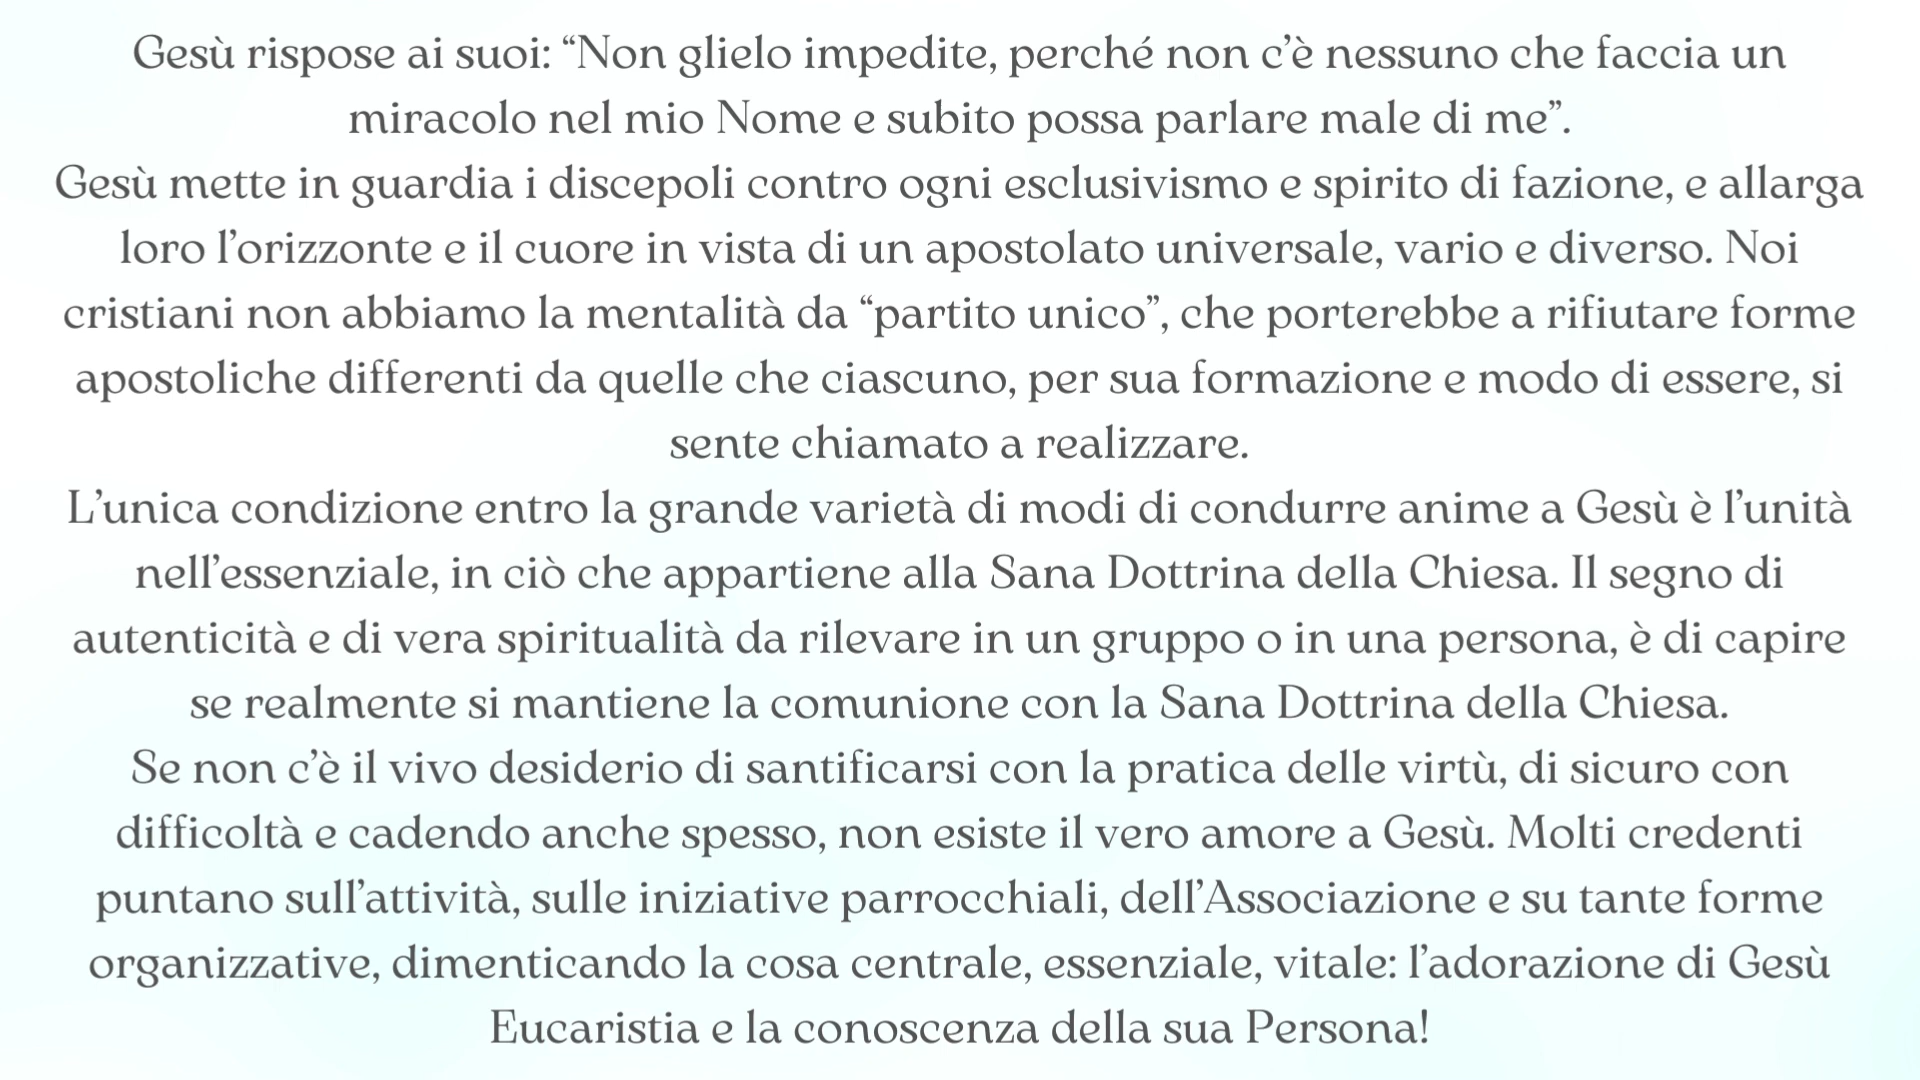 Gesù rispose ai suoi: “Non glielo impedite, perché non c’è nessuno che faccia un
miracolo nel mio Nome e subito possa parlare male di me”.
Gesù mette in guardia i discepoli contro ogni esclusivismo e spirito di fazione, e allarga
loro l’orizzonte e il cuore in vista di un apostolato universale, vario e diverso. Noi
cristiani non abbiamo la mentalità da “partito unico”, che porterebbe a rifiutare forme
apostoliche differenti da quelle che ciascuno, per sua formazione e modo di essere, si
sente chiamato a realizzare.
L’unica condizione entro la grande varietà di modi di condurre anime a Gesù è l’unità
nell’essenziale, in ciò che appartiene alla Sana Dottrina della Chiesa. Il segno di
autenticità e di vera spiritualità da rilevare in un gruppo o in una persona, è di capire
se realmente si mantiene la comunione con la Sana Dottrina della Chiesa.
Se non c’è il vivo desiderio di santificarsi con la pratica delle virtù, di sicuro con
difficoltà e cadendo anche spesso, non esiste il vero amore a Gesù. Molti credenti
puntano sull’attività, sulle iniziative parrocchiali, dell’Associazione e su tante forme
organizzative, dimenticando la cosa centrale, essenziale, vitale: l’adorazione di Gesù
Eucaristia e la conoscenza della sua Persona!